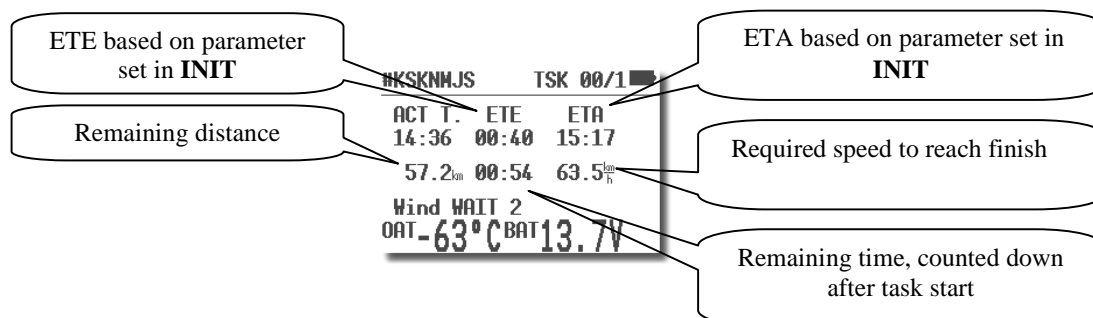 ETE based on parameter
set in INIT
ETA based on parameter set in
INIT
#KSKNMJS TSK 00/1
ACT T. ETE ETA
14:36 00:40 15:17
57.2km 00:54 63.5km/h
Wind WAIT 2
OAT-63°C BAT13.7V
Remaining distance
Required speed to reach finish
Remaining time, counted down
after task start